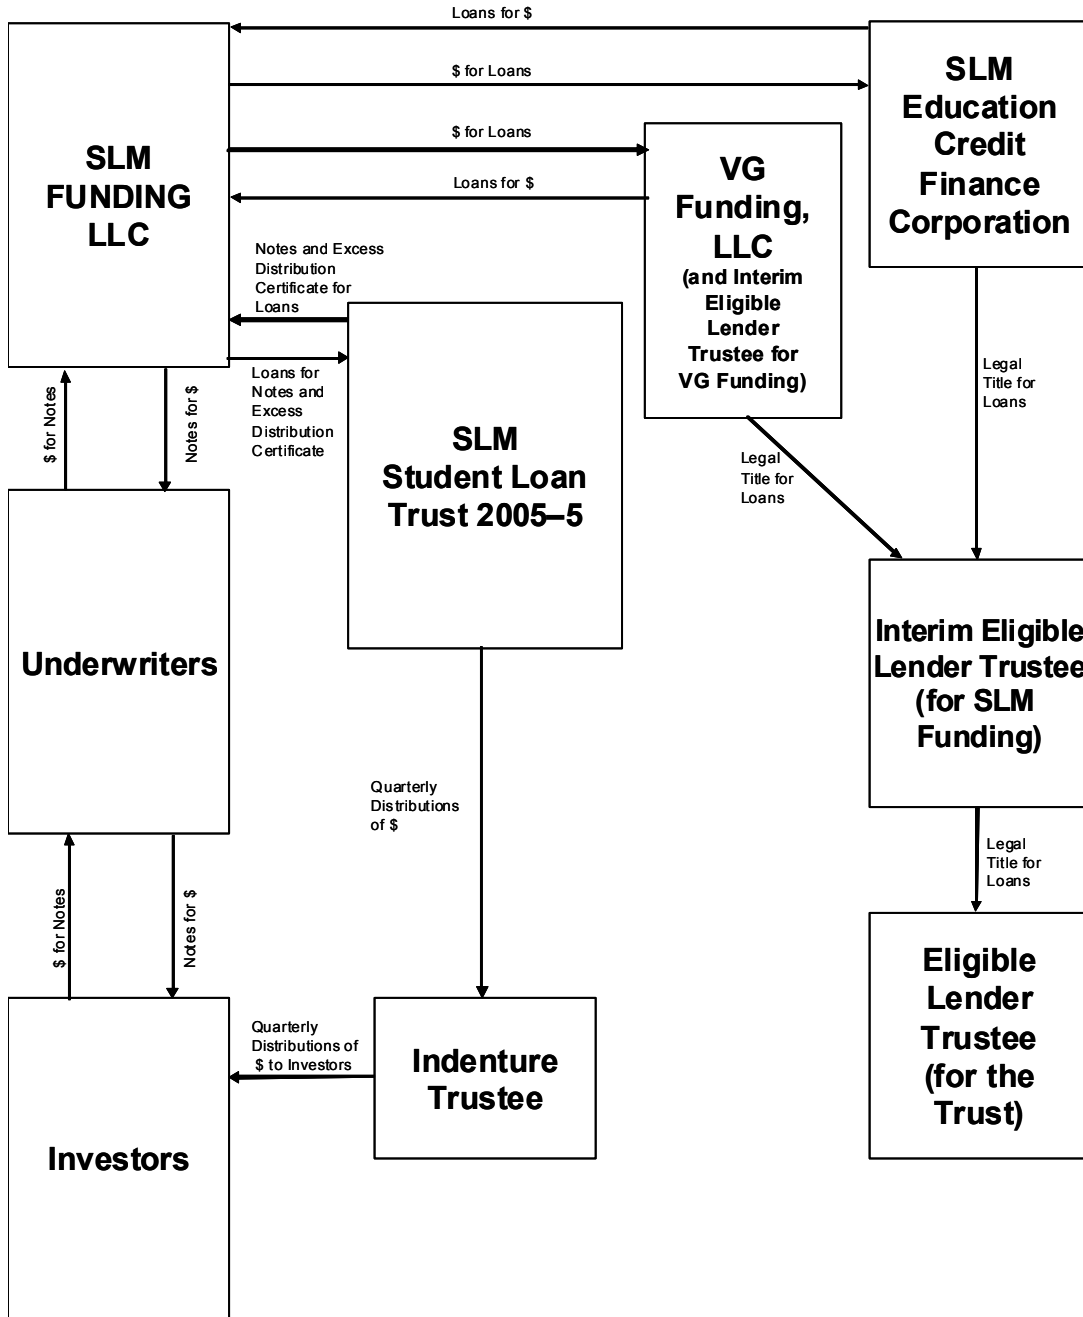 Loans for $
$ for Loans
$ for Loans
Loans for $
SLM
FUNDING
LLC
SLM
Education
Credit
Finance
Corporation
VG
Funding,
LLC
(and Interim
Eligible
Lender
Trustee for
VG Funding)
Notes and Excess
Distribution
Certificate for
Loans
Loans for
Notes and
Excess
Distribution
Certificate
$ for Notes
Notes for $
SLM
Student Loan
Trust 2005–5
Legal
Title for
Loans
Legal
Title for
Loans
Underwriters
Interim Eligible
Lender Trustee
(for SLM
Funding)
Quarterly
Distributions
of $
Legal
Title for
Loans
$ for Notes
Notes for $
Eligible
Lender
Trustee
(for the
Trust)
Quarterly
Distributions of
$ to Investors
Indenture
Trustee
Investors